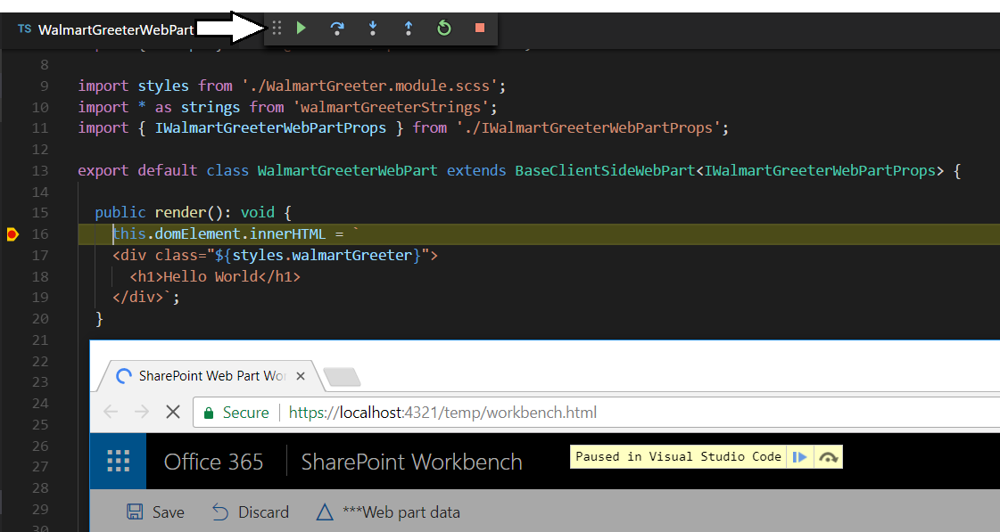 TS WalmartGreeterWebPart
8
9 import styles from './WalmartGreeter.module.scss';
10 import * as strings from 'walmartGreeterStrings';
11 import { IWalmartGreeterWebPartProps } from './IWalmartGreeterWebPartProps';
12
13 export default class WalmartGreeterWebPart extends BaseClientSideWebPart<IWalmartGreeterWebPartProps> {
14
15 public render(): void {
16 this.domElement.innerHTML = `
17 <div class="${styles.walmartGreeter}">
18 <h1>Hello World</h1>
19 </div>`;
20 }
21
22
SharePoint Web Part Wor
23
24
Secure https://localhost:4321/temp/workbench.html
25
26
Office 365 SharePoint Workbench Paused in Visual Studio Code
27
28
29 Save Discard ***Web part data
30